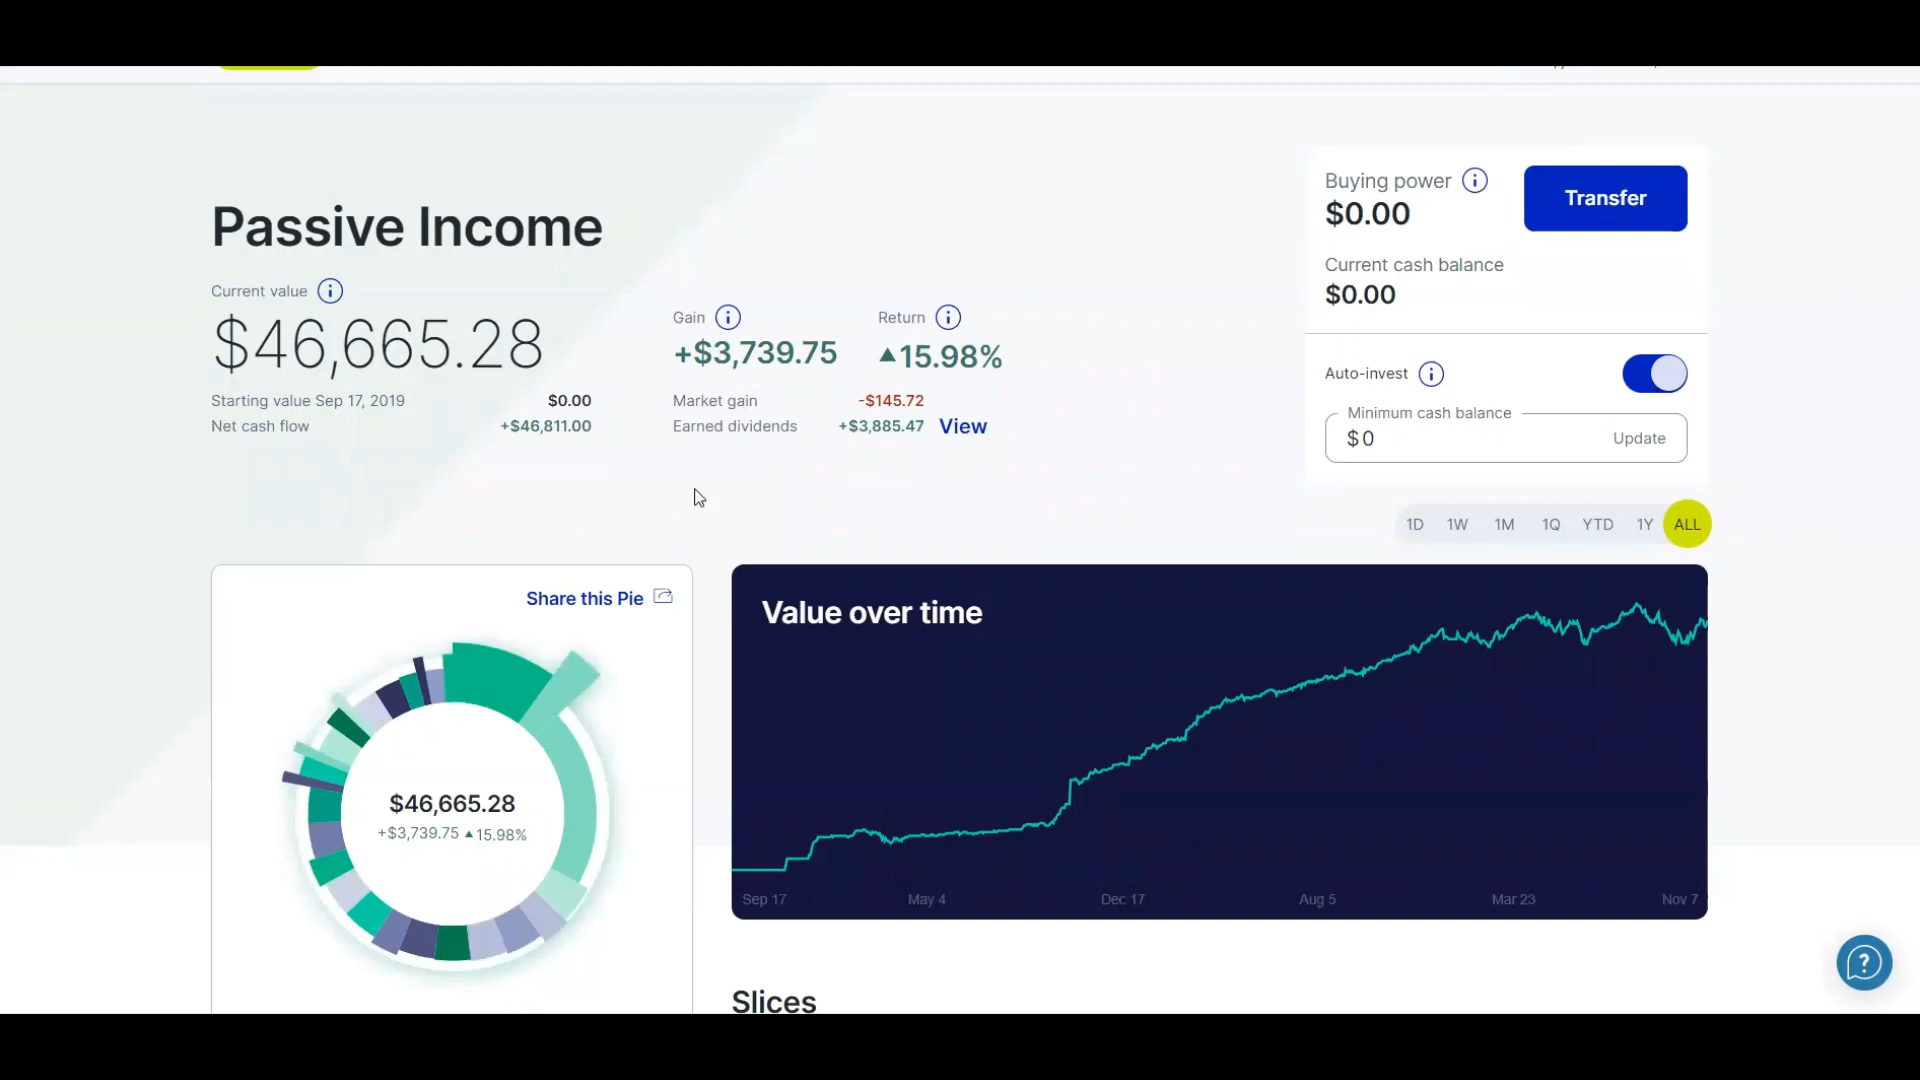 Passive Income
Current value
$46,665.28
Starting value Sep 17, 2019 $0.00
Net cash flow +$46,811.00
Gain
+$3,739.75
Return
15.98%
Market gain -$145.72
Earned dividends +$3,885.47 View
Buying power
$0.00
Transfer
Current cash balance
$0.00
Auto-invest
Minimum cash balance
$0 Update
1D 1W 1M 1Q YTD 1Y ALL
Share this Pie
$46,665.28
+$3,739.75 15.98%
Value over time
Sep 17 May 4 Dec 17 Aug 5 Mar 23 Nov 7
Slices